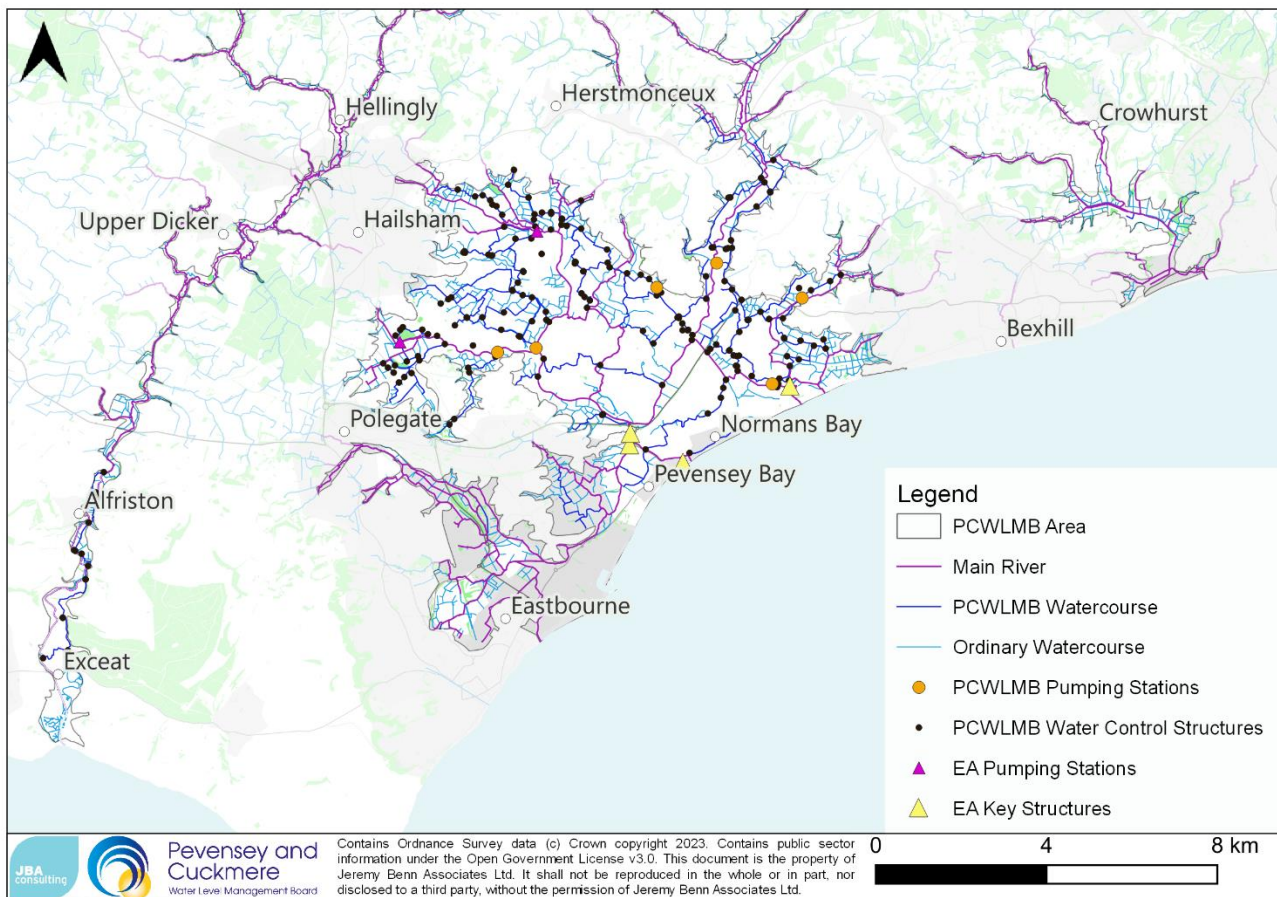 Hellingly
Herstmonceux
Crowhurst
Upper Dicker
Hailsham
Bexhill
Polegate
Normans Bay
Pevensey Bay
Alfriston
Eastbourne
Exceat
Legend
PCWLMB Area
Main River
PCWLMB Watercourse
Ordinary Watercourse
PCWLMB Pumping Stations
PCWLMB Water Control Structures
EA Pumping Stations
EA Key Structures
JBA
consulting
Pevensey and
Cuckmere
Water Level Management Board
Contains Ordnance Survey data (c) Crown copyright 2023. Contains public sector
information under the Open Government License v3.0. This document is the property of
Jeremy Benn Associates Ltd. It shall not be reproduced in the whole or in part, nor
disclosed to a third party, without the permission of Jeremy Benn Associates Ltd.
0 4 8 km